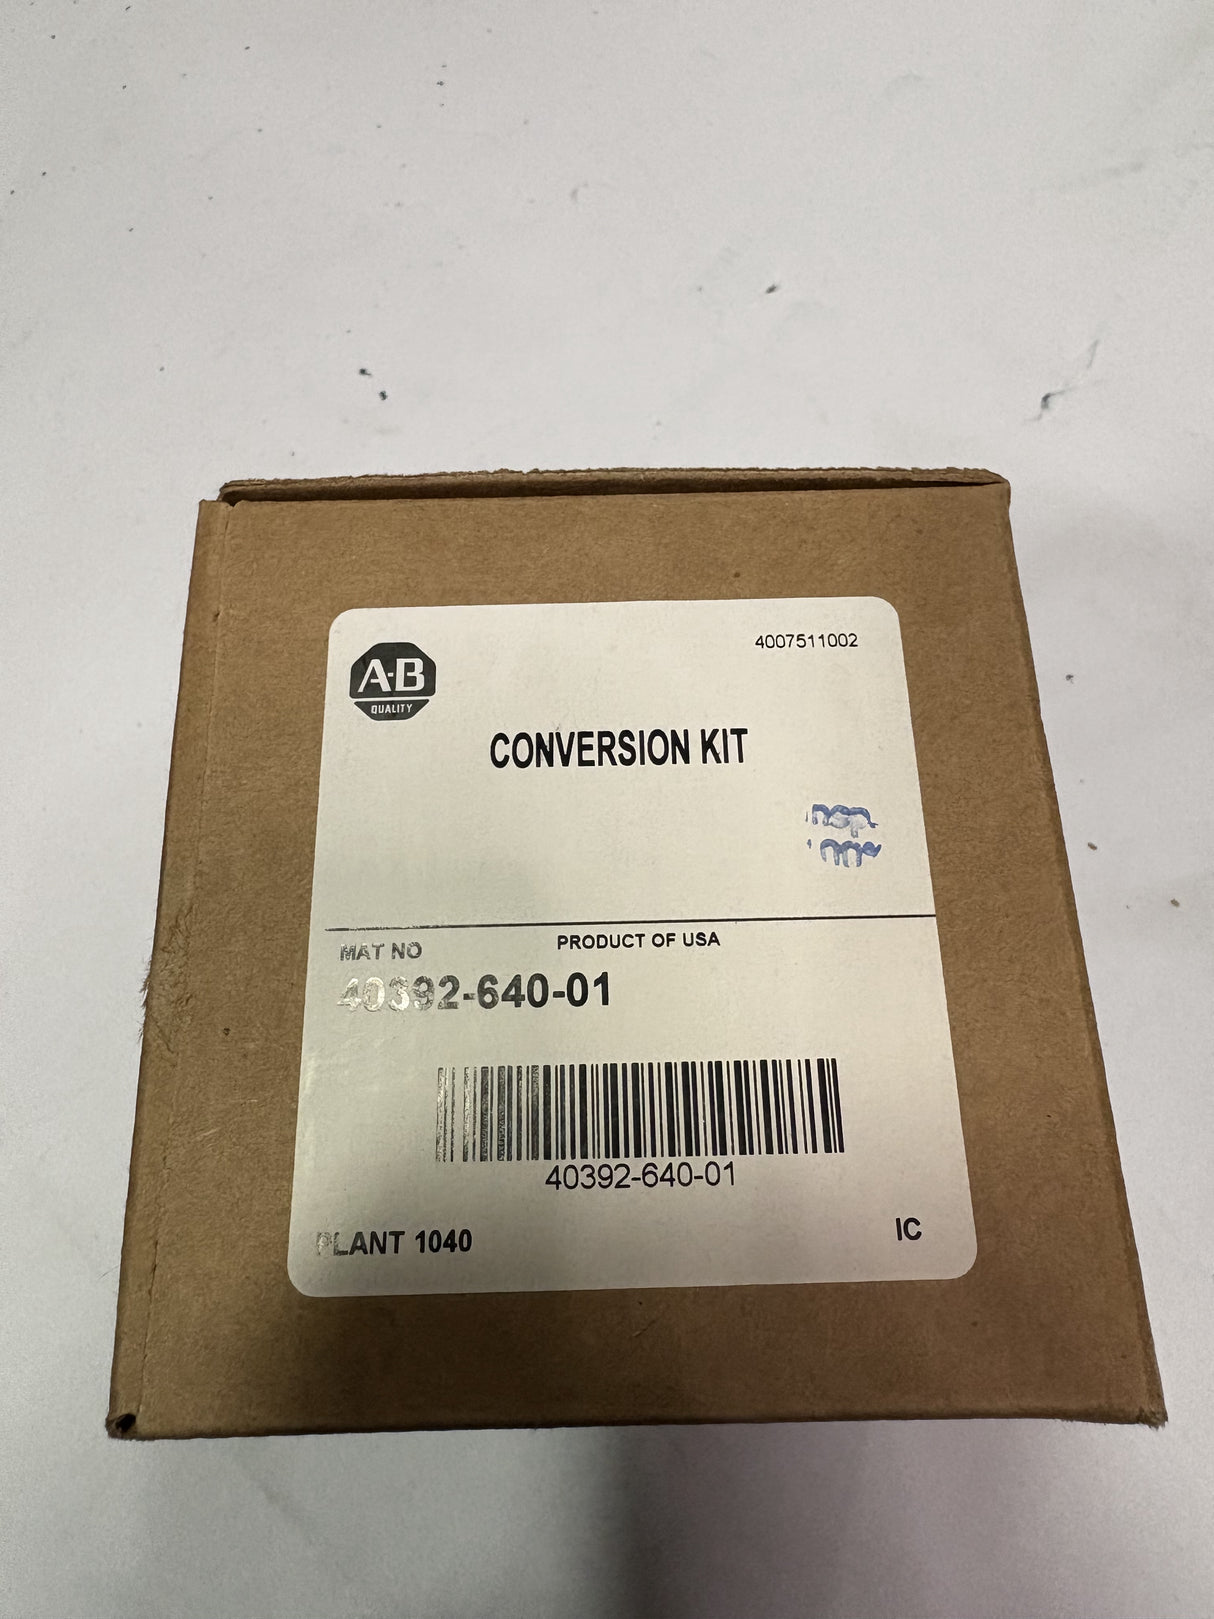 A-B
QUALITY
4007511002
CONVERSION KIT
MAT NO
PRODUCT OF USA
40392-640-01
40392-640-01
PLANT 1040
IC